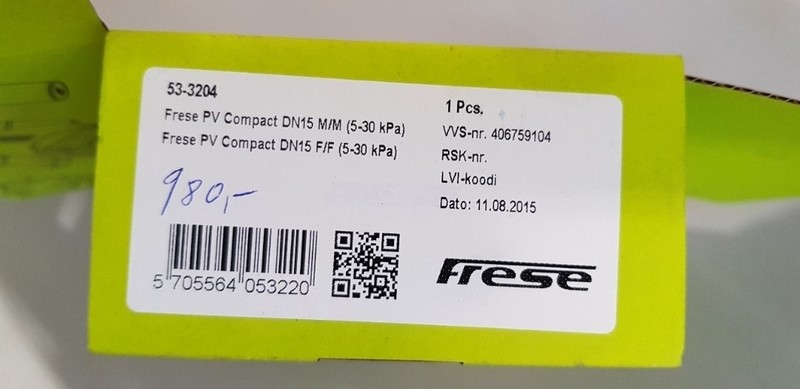 53-3204
Frese PV Compact DN15 M/M (5-30 kPa)
Frese PV Compact DN15 F/F (5-30 kPa)
980,-
5 705564 053220
1 Pcs.
VVS-nr. 406759104
RSK-nr.
LVI-koodi
Dato: 11.08.2015
Frese